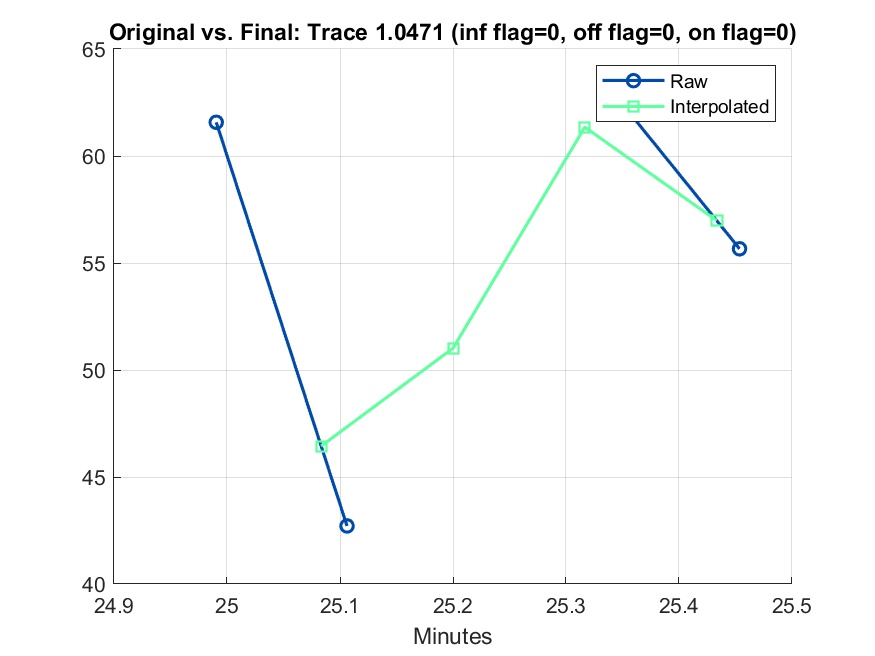 Original vs. Final: Trace 1.0471 (inf flag=0, off flag=0, on flag=0)
65
Raw
Interpolated
60
55
50
45
40
24.9 25 25.1 25.2 25.3 25.4 25.5
Minutes